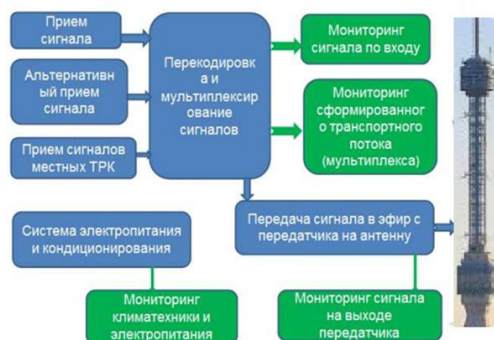 Прием
сигнала
Альтернатив
ный прием
сигнала
Прием сигналов
местных ТРК
Перекодировк
а и
мультиплексир
ование
сигналов
Мониторинг
сигнала по входу
Мониторинг
сформированног
о транспортного
потока
(мультиплекса)
Передача сигнала в эфир с
передатчика на антенну
Система электропитания
и кондиционирования
Мониторинг
климатехники и
электропитания
Мониторинг сигнала
на выходе
передатчика